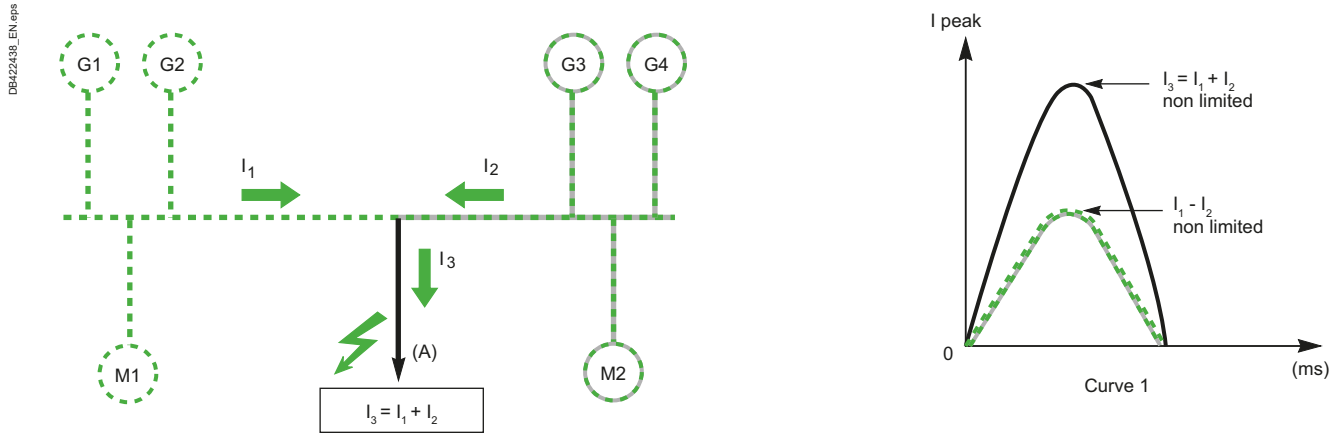 DB422438_EN.eps
G1
G2
G3
G4
I1
I2
I3
(A)
M1
M2
I3 = I1 + I2
I peak
I3 = I1 + I2
non limited
I1 - I2
non limited
0
(ms)
Curve 1